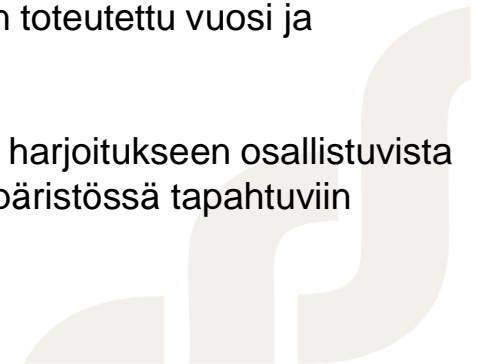 n toteutettu vuosi ja
harjoitukseen osallistuvista
päristössä tapahtuviin